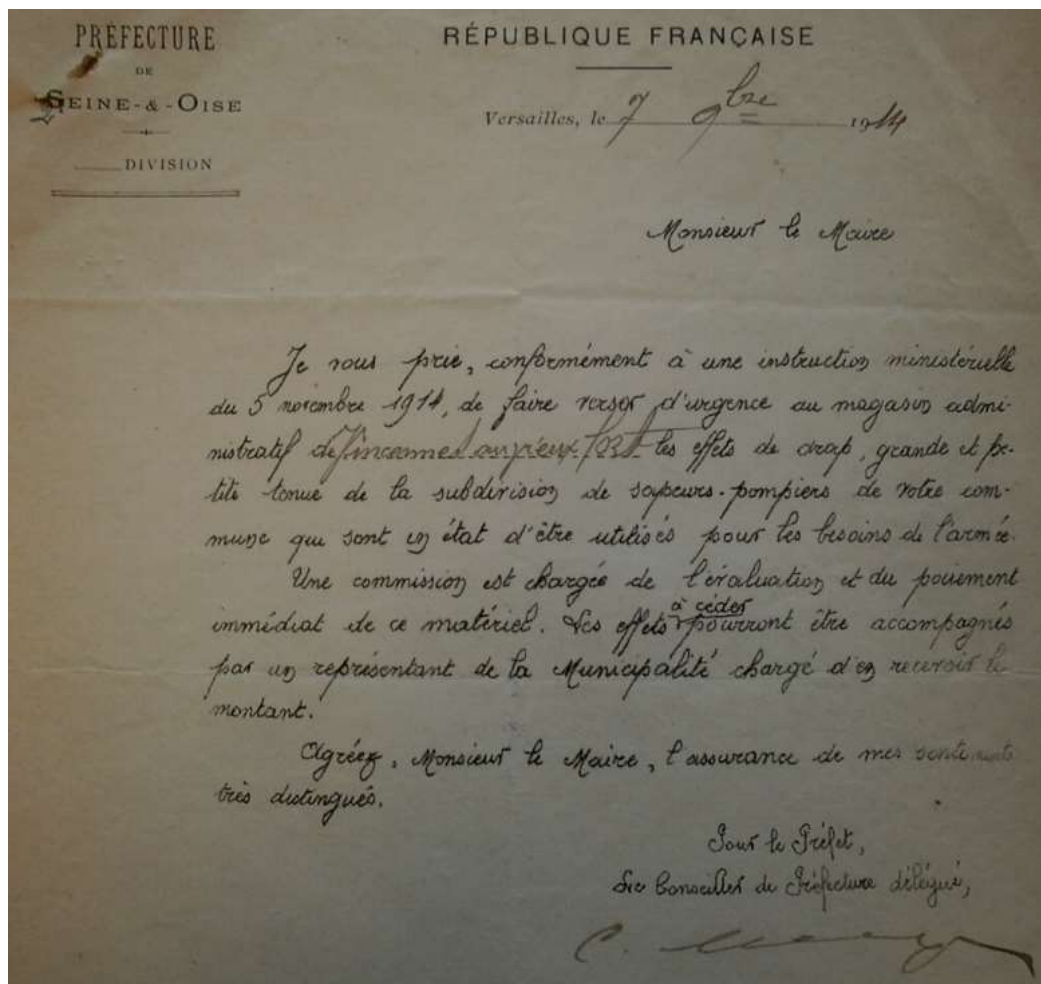 PRÉFECTURE
DE
SEINE-&-OISE
DIVISION
RÉPUBLIQUE FRANÇAISE
Versailles, le 7 9bre 1914
Monsieur le Maire
Je vous prie, conformément à une instruction ministérielle
du 5 novembre 1914, de faire verser d'urgence au magasin admi-
nistratif de Vincennes au vieux fort les effets de drap, grande et pe-
tite tenue de la subdivision de sapeurs-pompiers de votre com-
mune qui sont en état d'être utilisés pour les besoins de l'armée.
Une commission est chargée de l'évaluation et du paiement
immédiat de ce matériel. Les effets à céder pourront être accompagnés
par un représentant de la Municipalité chargé d'en recevoir le
montant.
Agréez, Monsieur le Maire, l'assurance de mes sentiments
très distingués.
Pour le Préfet,
Le Conseiller de Préfecture délégué,
C.